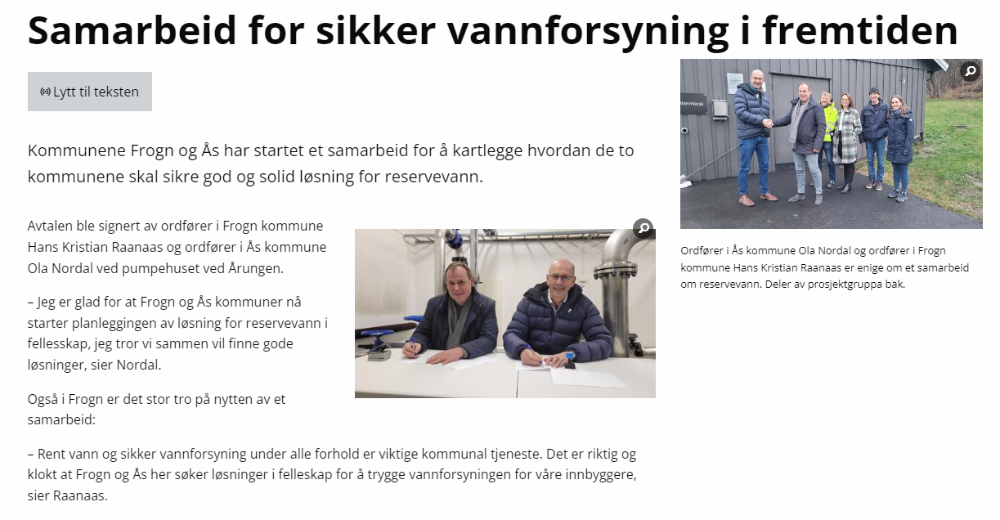 Samarbeid for sikker vannforsyning i fremtiden
Lytt til teksten
Kommunene Frogn og Ås har startet et samarbeid for å kartlegge hvordan de to
kommunene skal sikre god og solid løsning for reservevann.
Avtalen ble signert av ordfører i Frogn kommune
Hans Kristian Raanaas og ordfører i Ås kommune
Ola Nordal ved pumpehuset ved Årungen.
– Jeg er glad for at Frogn og Ås kommuner nå
starter planleggingen av løsning for reservevann i
fellesskap, jeg tror vi sammen vil finne gode
løsninger, sier Nordal.
Også i Frogn er det stor tro på nytten av et
samarbeid:
– Rent vann og sikker vannforsyning under alle forhold er viktige kommunal tjeneste. Det er riktig og
klokt at Frogn og Ås her søker løsninger i felleskap for å trygge vannforsyningen for våre innbyggere,
sier Raanaas.
Vannkiosk
Ordfører i Ås kommune Ola Nordal og ordfører i Frogn
kommune Hans Kristian Raanaas er enige om et samarbeid
om reservevann. Deler av prosjektgruppa bak.